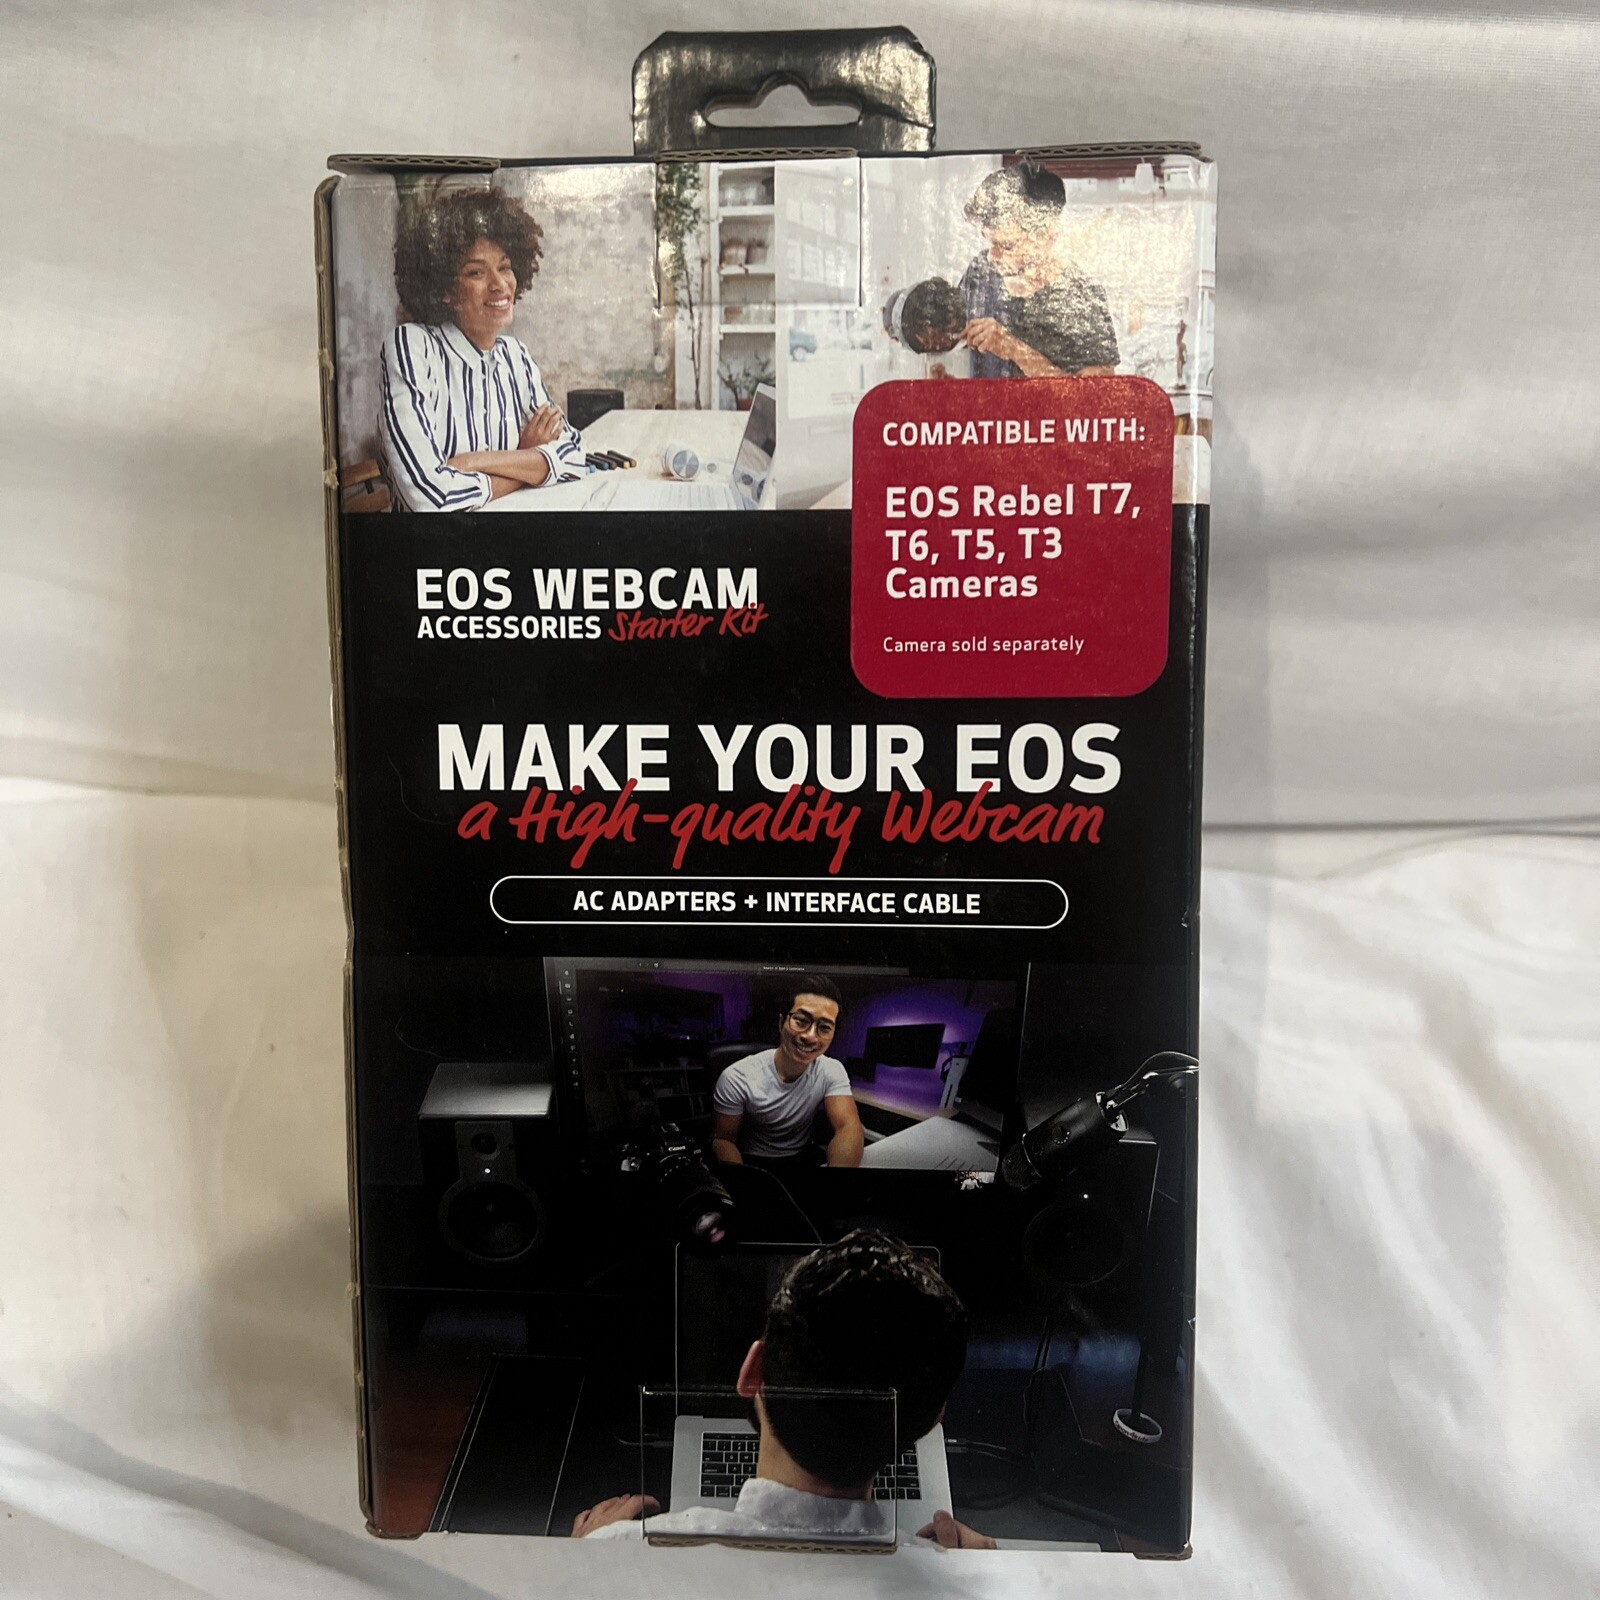 COMPATIBLE WITH:
EOS Rebel T7,
T6, T5, T3
Cameras
Camera sold separately
EOS WEBCAM
ACCESSORIES Starter Kit
MAKE YOUR EOS
a High-quality Webcam
AC ADAPTERS + INTERFACE CABLE
Canon